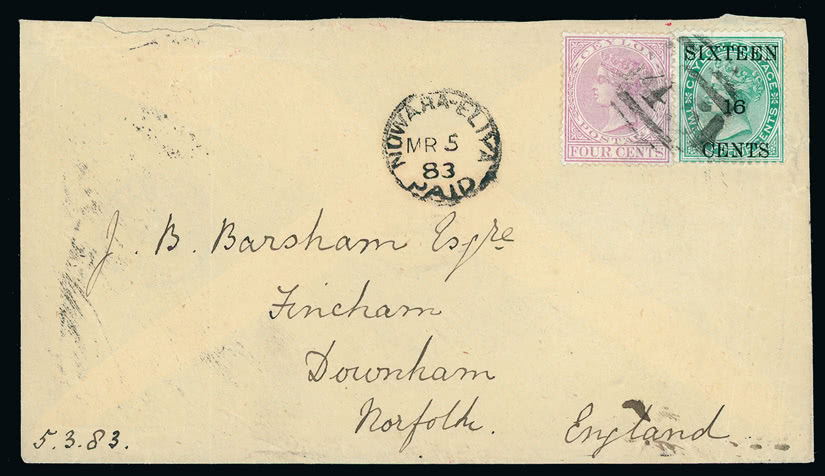 CEYLON
POSTAGE
FOUR CENTS
SIXTEEN
16
CENTS
NUWARA-ELIYA
MR 5
83
PAID
J. B. Barsham Esqre
Fincham
Downham
Norfolk.
England
5.3.83.